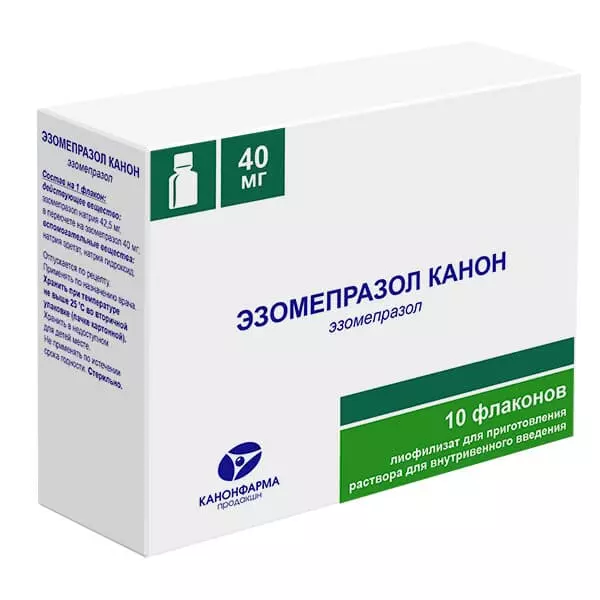 ЭЗОМЕПРАЗОЛ КАНОН
эзомепразол
Состав на 1 флакон:
действующее вещество:
эзомепразол натрия 42,5 мг,
в пересчете на эзомепразол 40 мг;
вспомогательные вещества:
натрия эдетат, натрия гидроксид.
Отпускается по рецепту.
Применять по назначению врача.
Хранить при температуре
не выше 25 °С во вторичной
упаковке (пачке картонной).
Хранить в недоступном
для детей месте.
Не применять по истечении
срока годности. Стерильно.
40
МГ
ЭЗОМЕПРАЗОЛ КАНОН
эзомепразол
10 флаконов
лиофилизат для приготовления
раствора для внутривенного введения
КАНОНФАРМА
продакшн